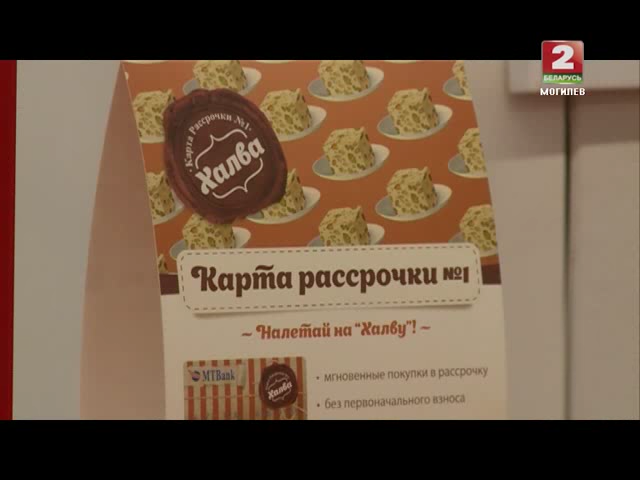 2
БЕЛАРУСЬ
МОГИЛЕВ
Карта Рассрочки №1
Халва
Карта рассрочки №1
~ Налетай на “Халву”! ~
MTBank
Халва
• мгновенные покупки в рассрочку
• без первоначального взноса